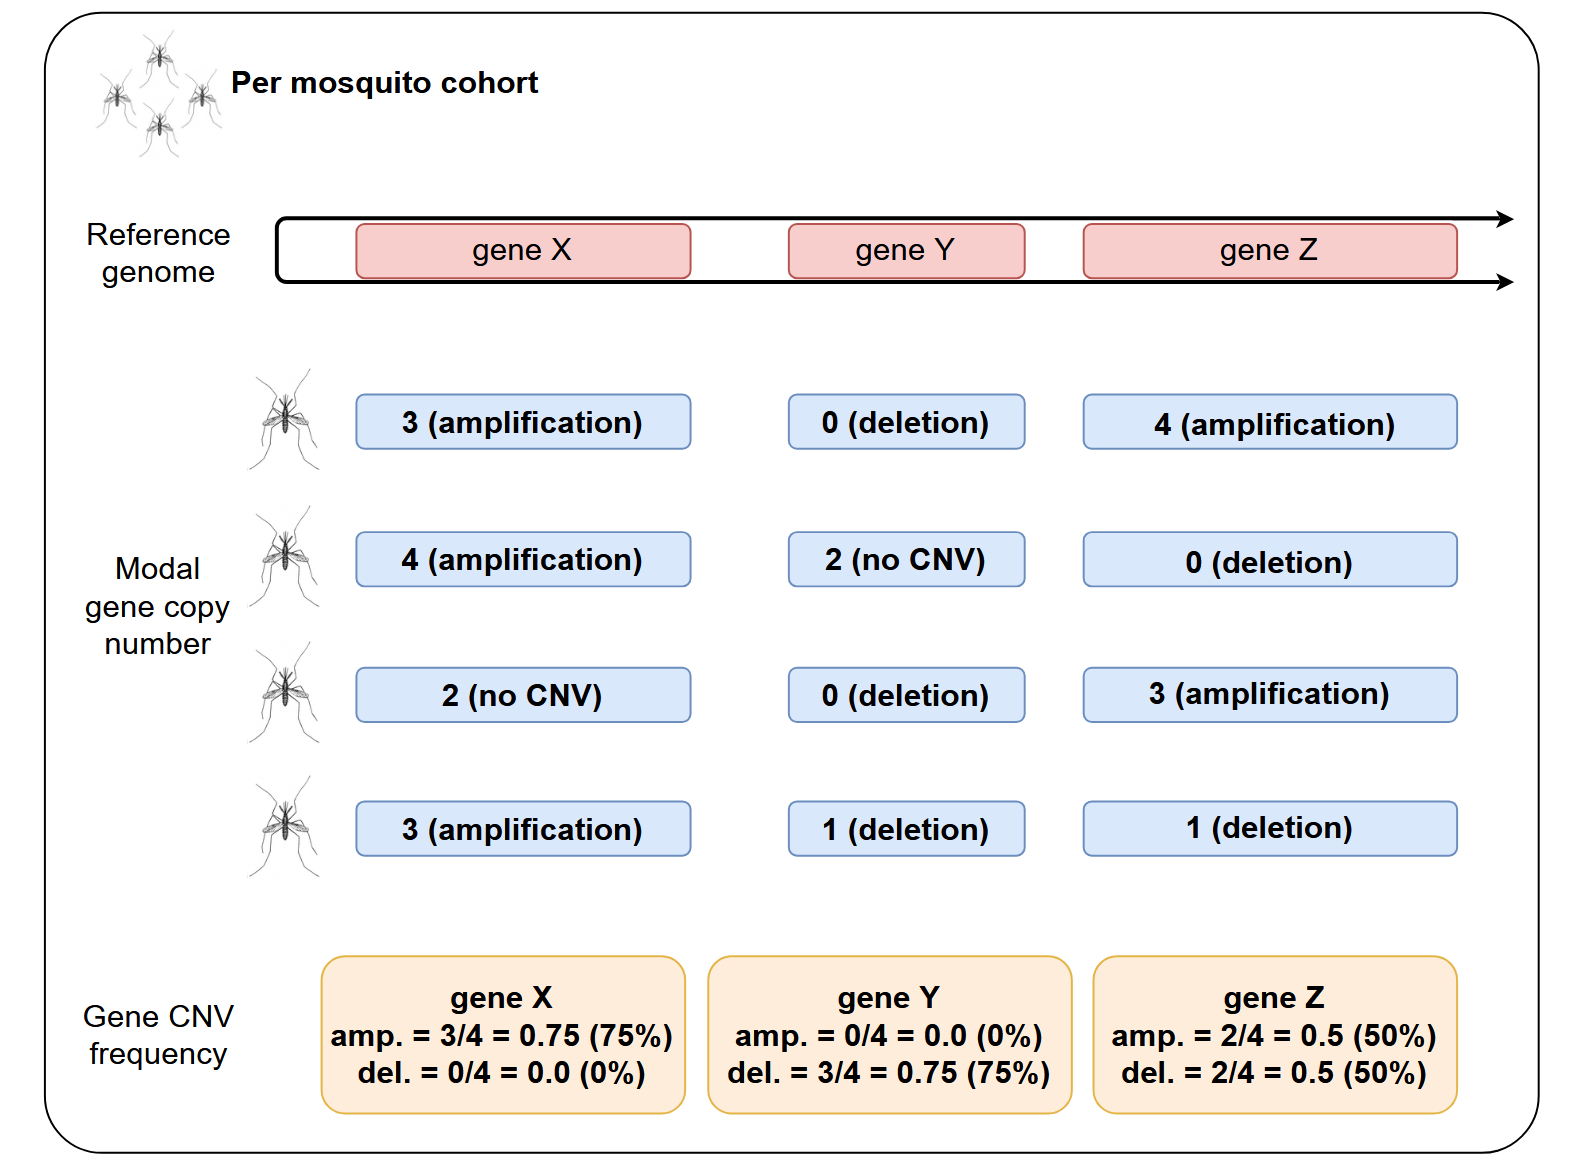 Per mosquito cohort
Reference
genome
gene X
gene Y
gene Z
3 (amplification)
0 (deletion)
4 (amplification)
Modal
gene copy
number
4 (amplification)
2 (no CNV)
0 (deletion)
2 (no CNV)
0 (deletion)
3 (amplification)
3 (amplification)
1 (deletion)
1 (deletion)
Gene CNV
frequency
gene X
amp. = 3/4 = 0.75 (75%)
del. = 0/4 = 0.0 (0%)
gene Y
amp. = 0/4 = 0.0 (0%)
del. = 3/4 = 0.75 (75%)
gene Z
amp. = 2/4 = 0.5 (50%)
del. = 2/4 = 0.5 (50%)